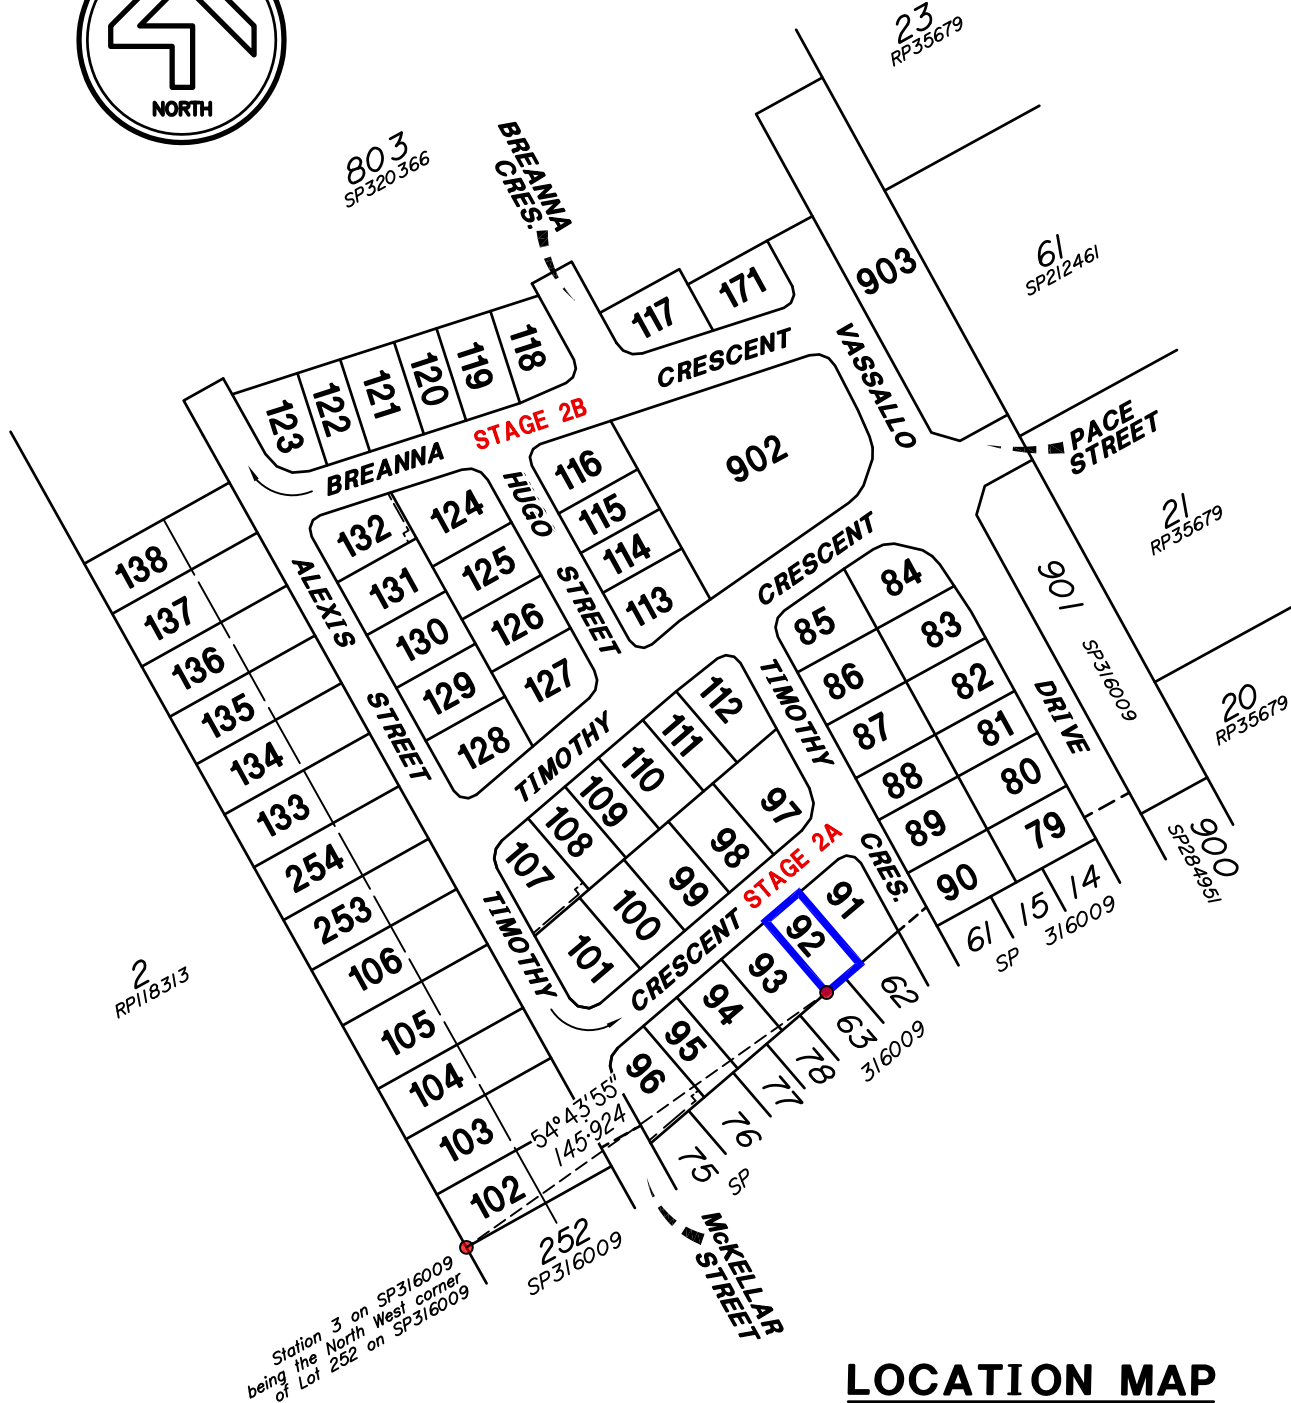 NORTH
23
RP35679
803
SP320366
BREANNA
CRES.
61
SP212461
903
171
117
VASSALLO
CRESCENT
118
119
120
121
122
123
STAGE 2B
BREANNA
PACE
STREET
902
116
115
114
113
HUGO
STREET
124
125
126
127
132
131
130
129
128
ALEXIS
STREET
138
137
136
135
134
133
254
253
106
105
104
103
102
21
RP35679
901
SP316009
20
RP35679
CRESCENT
TIMOTHY
84
85
83
86
82
87
81
88
80
89
79
90
DRIVE
TIMOTHY
CRES.
112
111
110
109
108
107
97
98
99
100
101
STAGE 2A
CRESCENT
TIMOTHY
91
92
93
94
95
96
900
SP284951
61
15
14
SP
316009
62
63
78
77
76
75
SP
316009
2
RP118313
54°43'55"
145·924
252
SP316009
McKELLAR
STREET
Station 3 on SP316009
being the North West corner
of Lot 252 on SP316009
LOCATION MAP